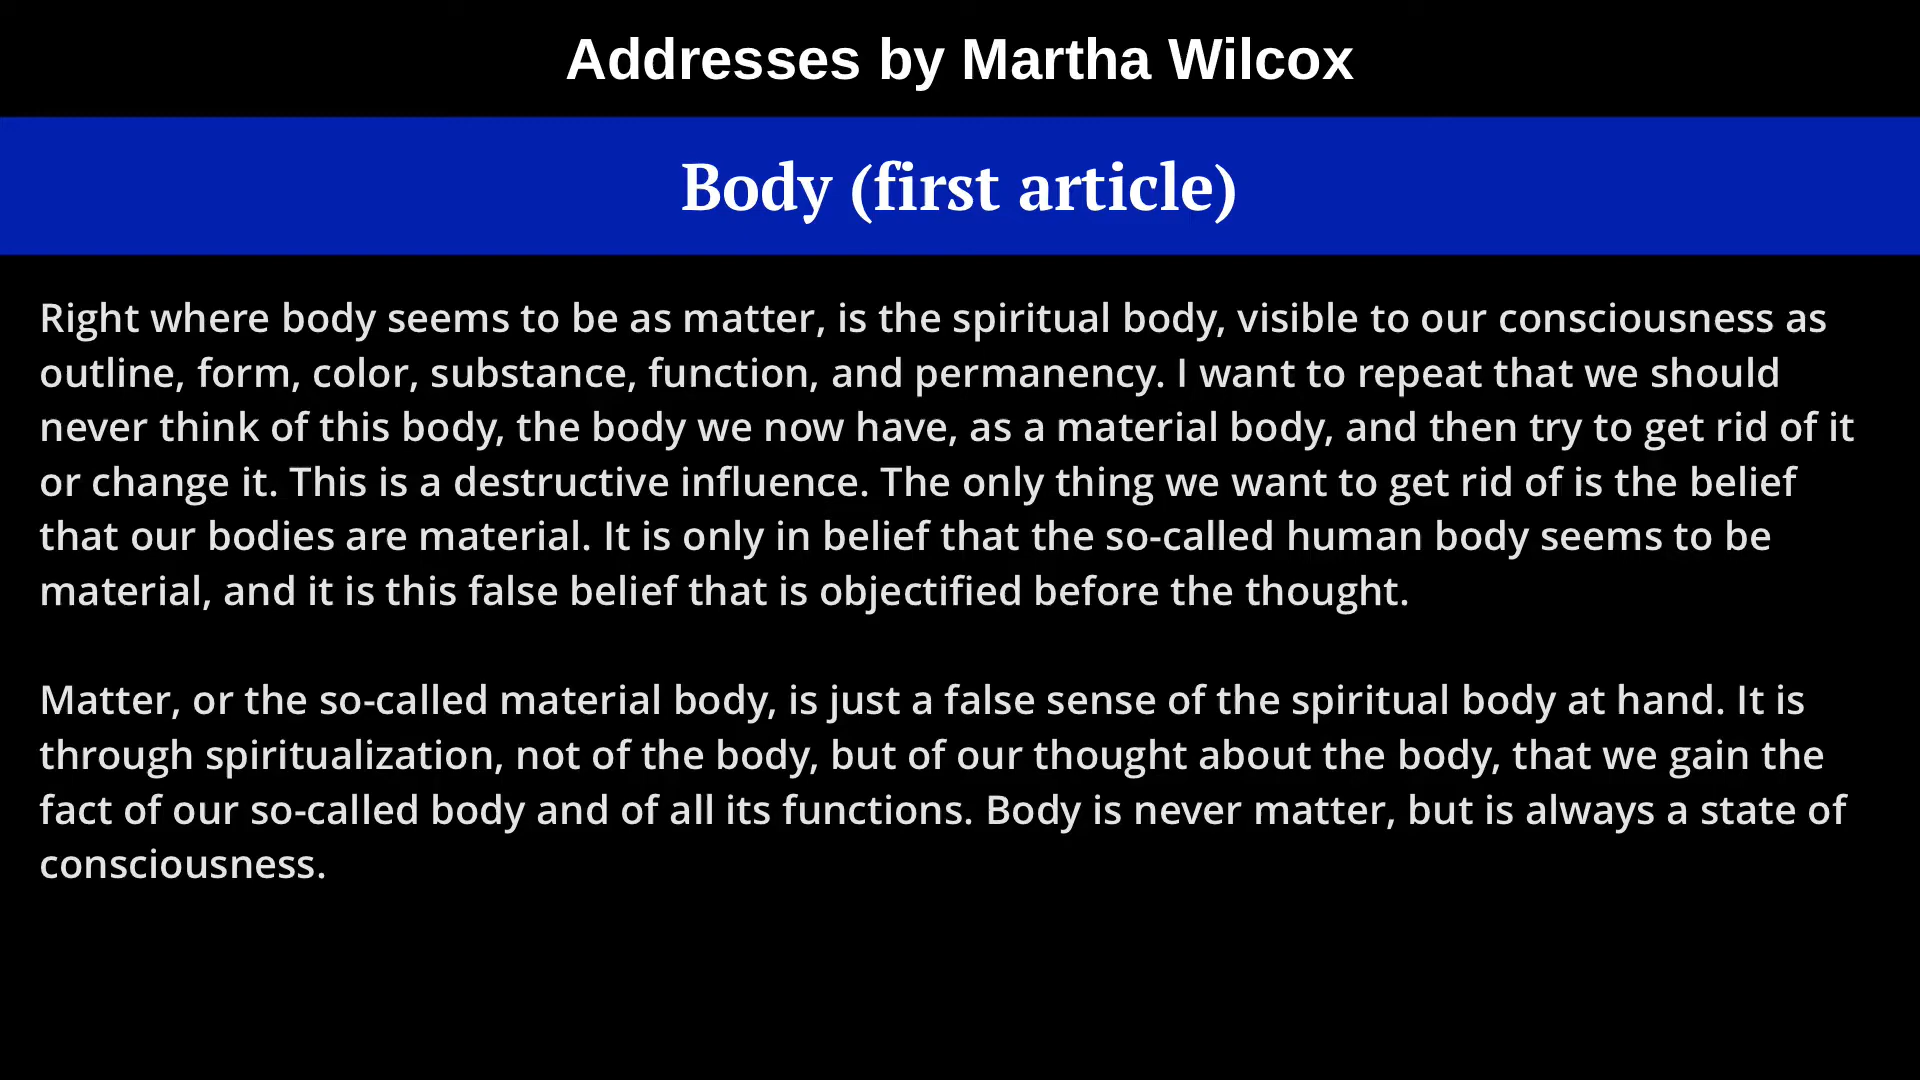 Addresses by Martha Wilcox
Body (first article)
Right where body seems to be as matter, is the spiritual body, visible to our consciousness as
outline, form, color, substance, function, and permanency. I want to repeat that we should
never think of this body, the body we now have, as a material body, and then try to get rid of it
or change it. This is a destructive influence. The only thing we want to get rid of is the belief
that our bodies are material. It is only in belief that the so-called human body seems to be
material, and it is this false belief that is objectified before the thought.
Matter, or the so-called material body, is just a false sense of the spiritual body at hand. It is
through spiritualization, not of the body, but of our thought about the body, that we gain the
fact of our so-called body and of all its functions. Body is never matter, but is always a state of
consciousness.